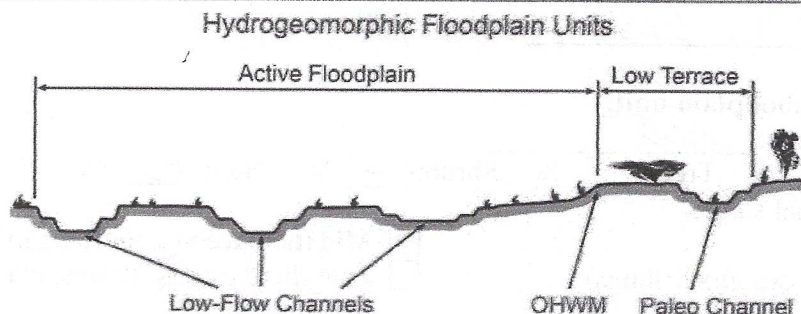 Hydrogeomorphic Floodplain Units
Active Floodplain
Low Terrace
Low-Flow Channels
OHWM
Paleo Channel